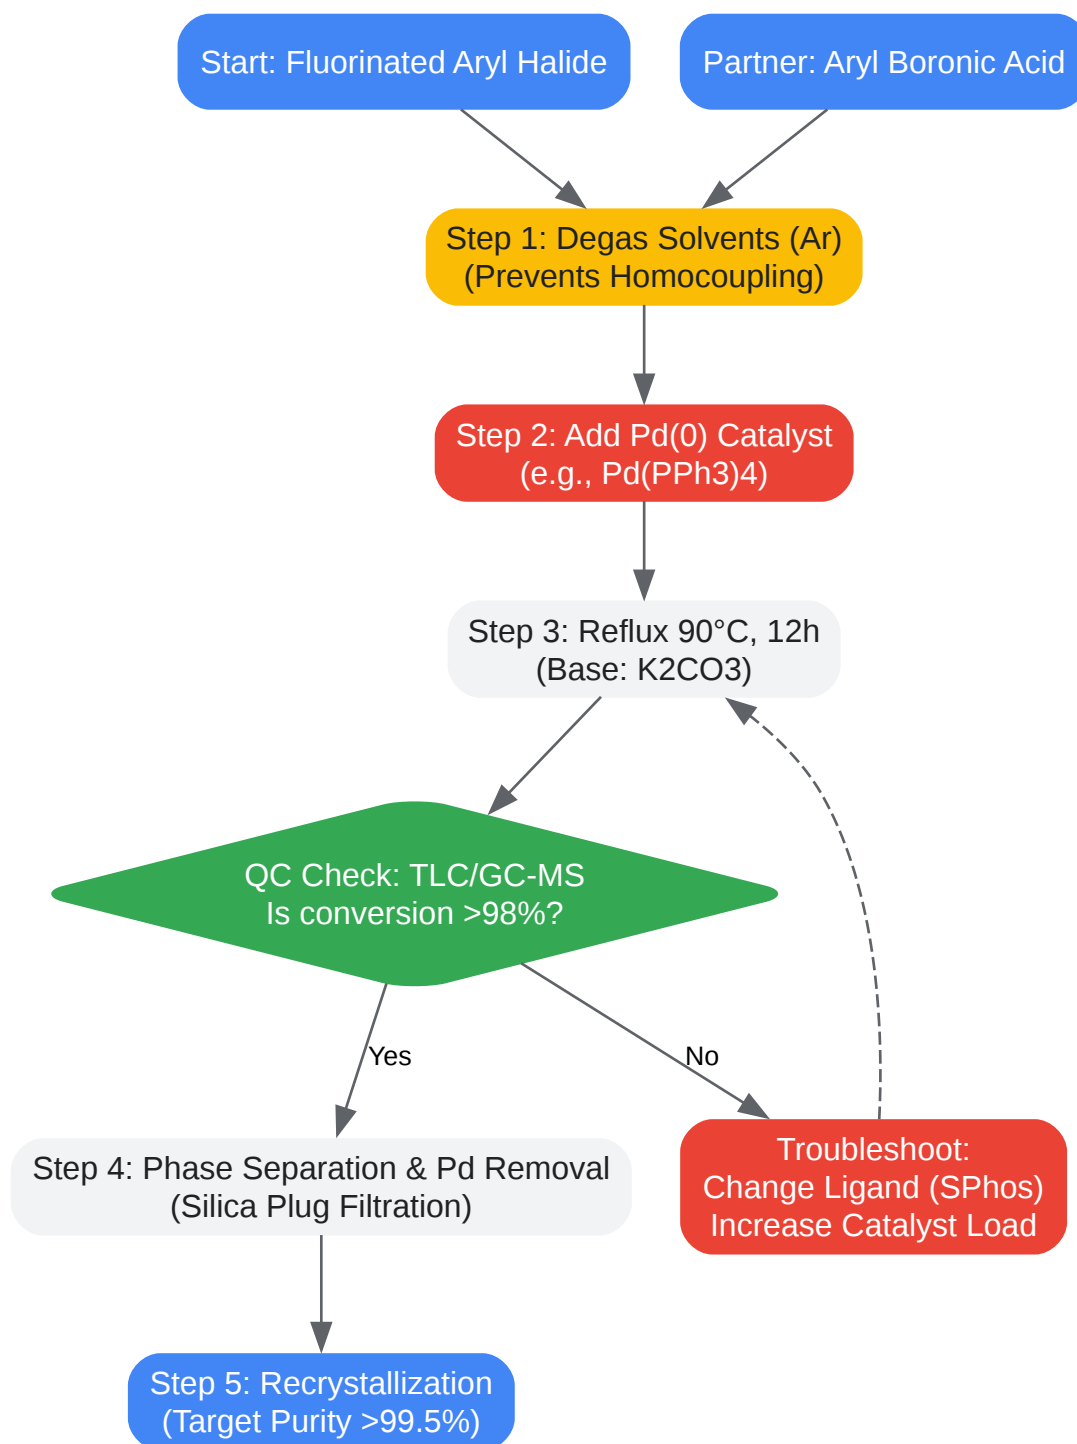 Start: Fluorinated Aryl Halide
Partner: Aryl Boronic Acid
Step 1: Degas Solvents (Ar)
(Prevents Homocoupling)
Step 2: Add Pd(0) Catalyst
(e.g., Pd(PPh3)4)
Step 3: Reflux 90°C, 12h
(Base: K2CO3)
QC Check: TLC/GC-MS
Is conversion >98%?
Yes
No
Step 4: Phase Separation & Pd Removal
(Silica Plug Filtration)
Troubleshoot:
Change Ligand (SPhos)
Increase Catalyst Load
Step 5: Recrystallization
(Target Purity >99.5%)